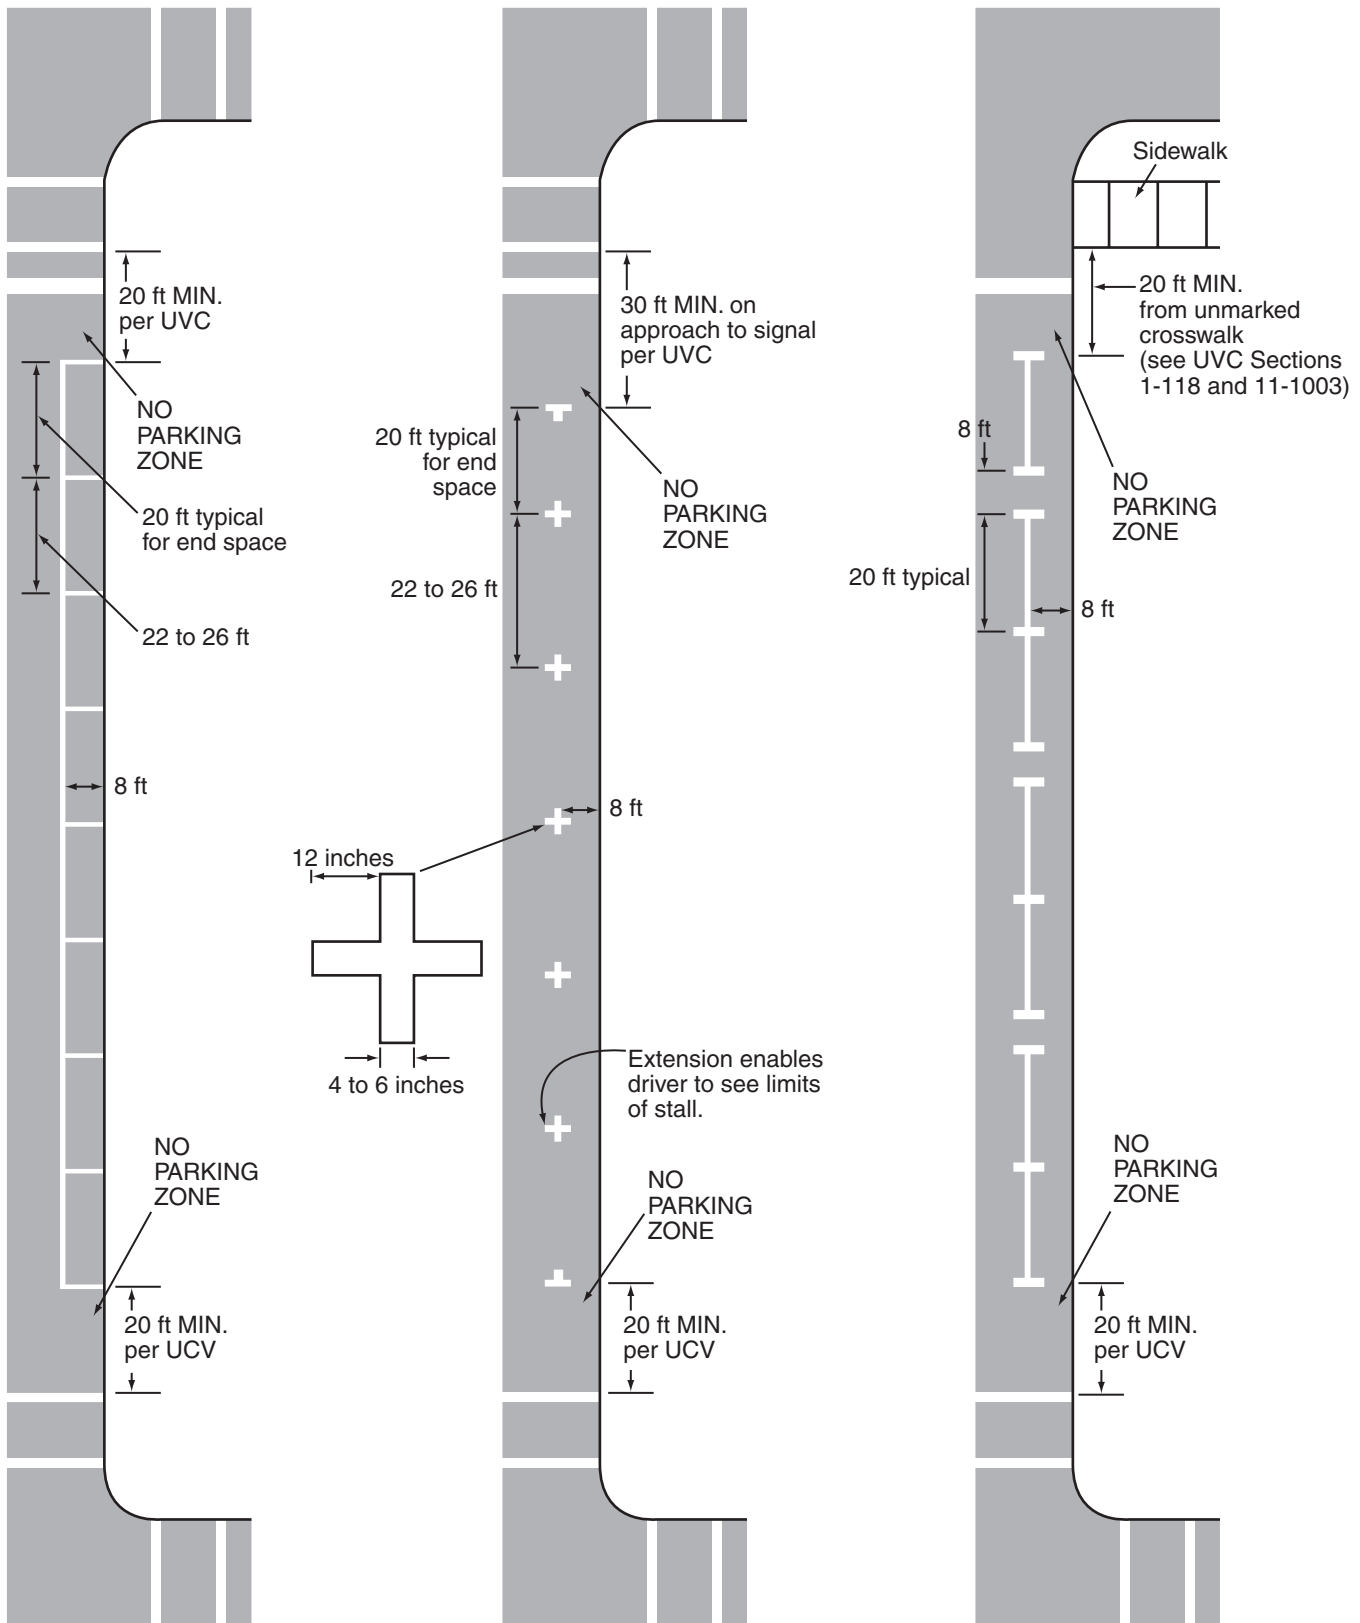 20 ft MIN.
per UVC
NO
PARKING
ZONE
20 ft typical
for end space
22 to 26 ft
8 ft
NO
PARKING
ZONE
20 ft MIN.
per UCV
30 ft MIN. on
approach to signal
per UVC
20 ft typical
for end
space
NO
PARKING
ZONE
22 to 26 ft
8 ft
12 inches
4 to 6 inches
Extension enables
driver to see limits
of stall.
NO
PARKING
ZONE
20 ft MIN.
per UCV
Sidewalk
20 ft MIN.
from unmarked
crosswalk
(see UVC Sections
1-118 and 11-1003)
8 ft
NO
PARKING
ZONE
20 ft typical
8 ft
NO
PARKING
ZONE
20 ft MIN.
per UCV